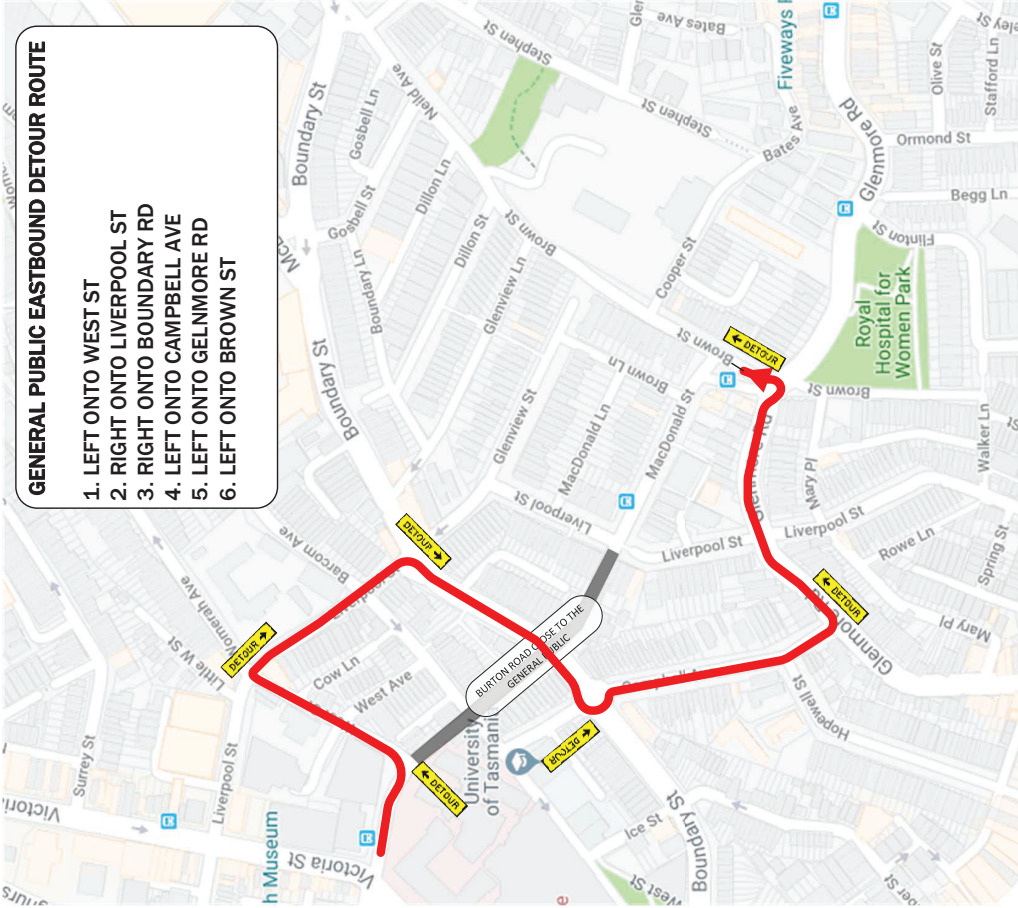 GENERAL PUBLIC EASTBOUND DETOUR ROUTE
1. LEFT ONTO WEST ST
2. RIGHT ONTO LIVERPOOL ST
3. RIGHT ONTO BOUNDARY RD
4. LEFT ONTO CAMPBELL AVE
5. LEFT ONTO GELNMORE RD
6. LEFT ONTO BROWN ST
BURTON ROAD CLOSE TO THE
GENERAL PUBLIC
DETOUR
DETOUR
DETOUR
DETOUR
DETOUR
DETOUR
Boundary St
Gosbell Ln
Gosbell St
Boundary Ln
Neild Ave
Dillon Ln
Dillon St
Glenview Ln
Glenview St
Boundary St
Stephen St
Stephen St
Bates Ave
Bates Ave
Fiveways
Olive St
Stafford Ln
Ormond St
Begg Ln
Glenmore Rd
Flinton St
Royal
Hospital for
Women Park
Cooper St
Brown St
Brown St
Brown St
Brown Ln
MacDonald St
MacDonald Ln
Liverpool St
Liverpool St
Liverpool St
Glenmore Rd
Mary Pl
Mary Pl
Walker Ln
Rowe Ln
Spring St
Glenmore Rd
Hopewell St
Barcom Ave
Womerah Ave
Little W St
Liverpool St
Cow Ln
West Ave
Surrey St
Liverpool St
Victoria St
h Museum
University
of Tasmani
Ice St
West St
Boundary St